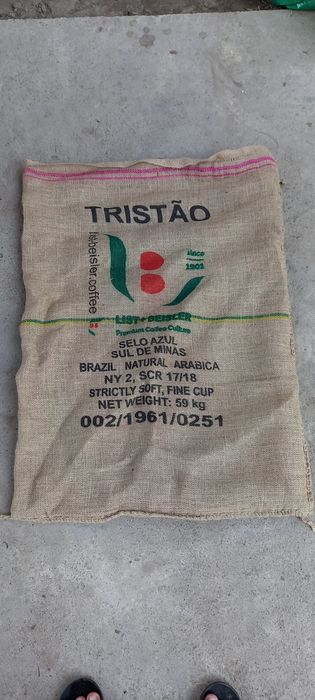 TRISTÃO
listbeisler.coffee
since
1901
LIST+BEISLER
Premium Coffee Culture
SELO AZUL
SUL DE MINAS
BRAZIL NATURAL ARABICA
NY 2, SCR 17/18
STRICTLY SOFT, FINE CUP
NET WEIGHT: 59 kg
002/1961/0251